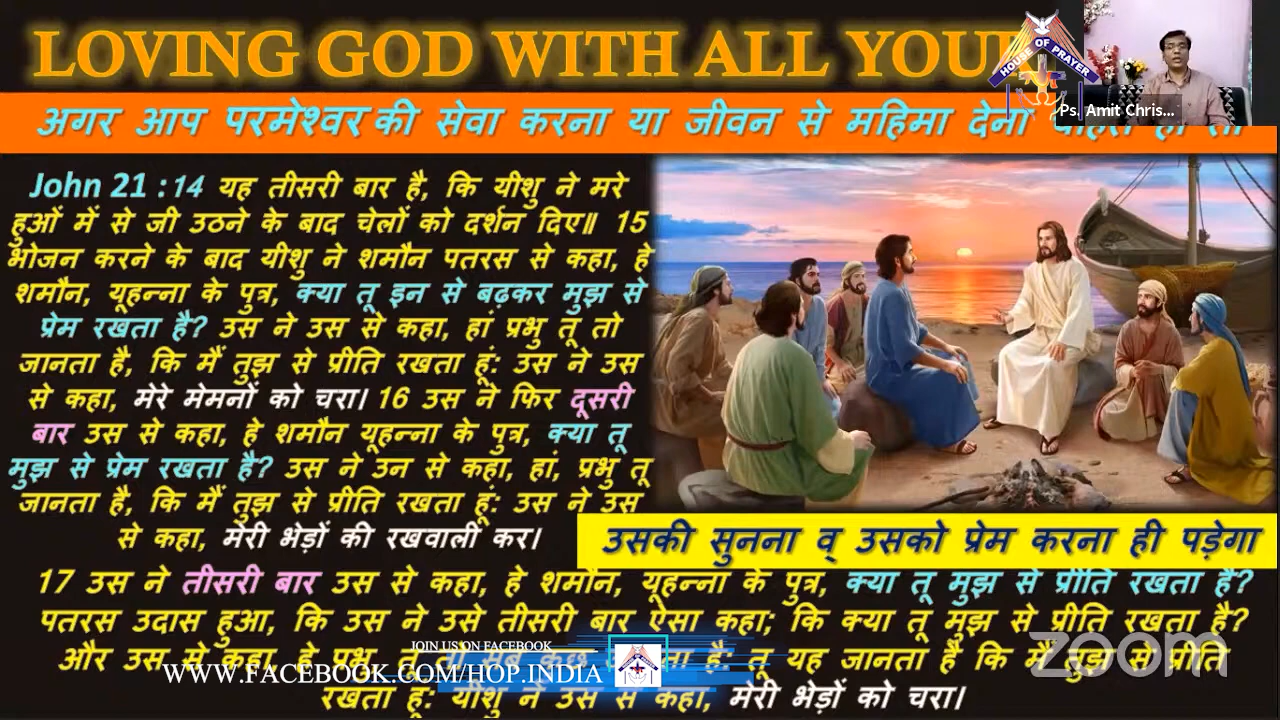 LOVING GOD WITH ALL YOUR
HOUSE OF PRAYER
Ps. Amit Chris...
अगर आप परमेश्वर की सेवा करना या जीवन से महिमा देना चाहते हो तो
John 21 : 14 यह तीसरी बार है, कि यीशु ने मरे
हुओं में से जी उठने के बाद चेलों को दर्शन दिए॥ 15
भोजन करने के बाद यीशु ने शमौन पतरस से कहा, हे
शमौन, यूहन्ना के पुत्र, क्या तू इन से बढ़कर मुझ से
प्रेम रखता है? उस ने उस से कहा, हां प्रभु तू तो
जानता है, कि मैं तुझ से प्रीति रखता हूं: उस ने उस
से कहा, मेरे मेमनों को चरा। 16 उस ने फिर दूसरी
बार उस से कहा, हे शमौन यूहन्ना के पुत्र, क्या तू
मुझ से प्रेम रखता है? उस ने उन से कहा, हां, प्रभु तू
जानता है, कि मैं तुझ से प्रीति रखता हूं: उस ने उस
से कहा, मेरी भेड़ों की रखवाली कर।
उसकी सुनना व् उसको प्रेम करना ही पड़ेगा
17 उस ने तीसरी बार उस से कहा, हे शमौन, यूहन्ना के पुत्र, क्या तू मुझ से प्रीति रखता है?
पतरस उदास हुआ, कि उस ने उसे तीसरी बार ऐसा कहा; कि क्या तू मुझ से प्रीति रखता है?
और उस से कहा, हे प्रभु, तू तो सब कुछ है: तू यह जानता है कि मैं तुझ से प्रीति
रखता हूं: यीशु ने उस से कहा, मेरी भेड़ों को चरा।
JOIN US ON FACEBOOK
WWW.FACEBOOK.COM/HOP.INDIA
zoom